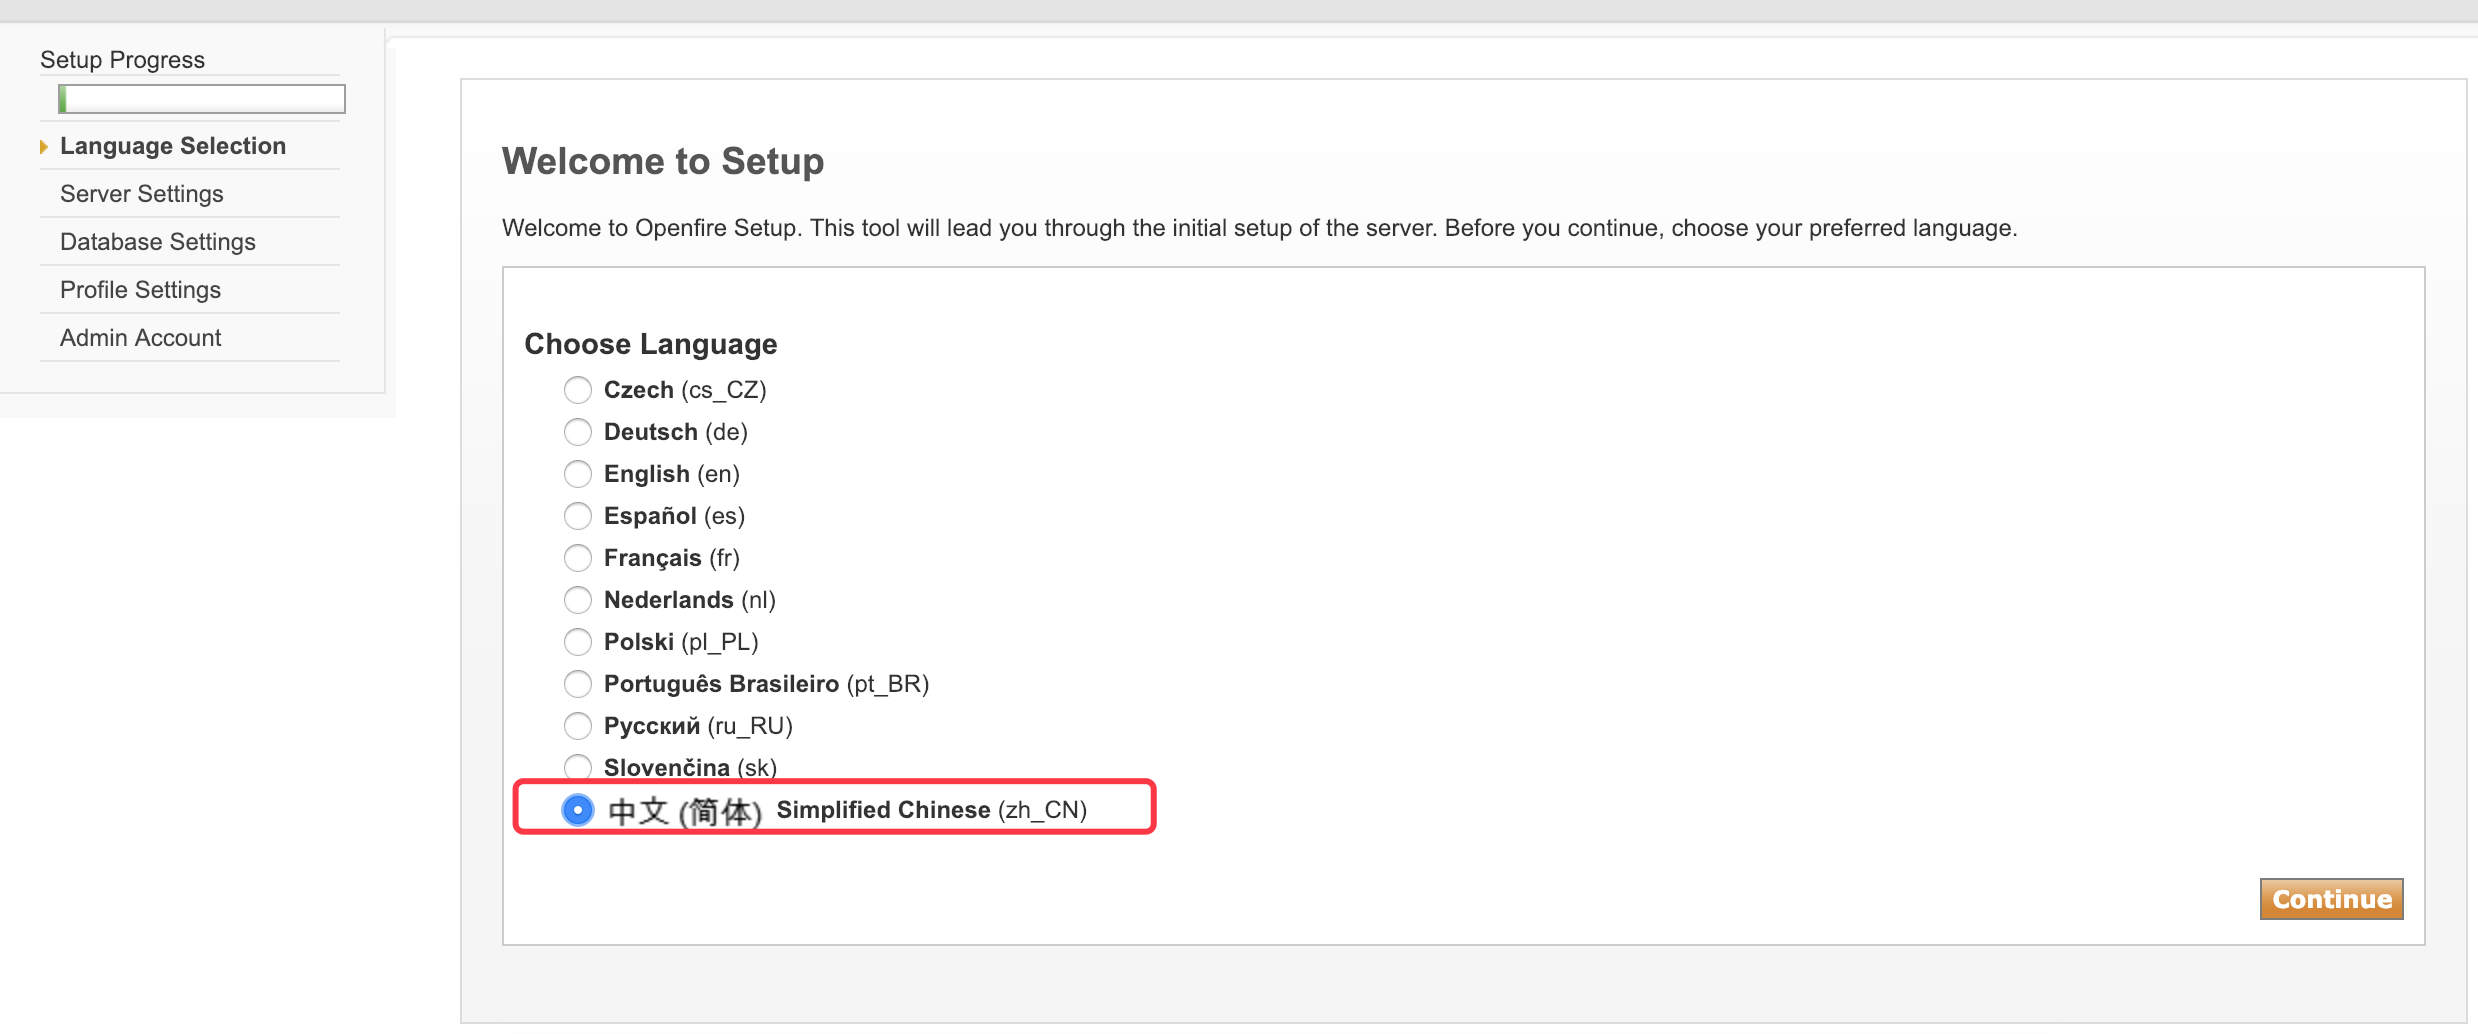 Setup Progress
Language Selection
Server Settings
Database Settings
Profile Settings
Admin Account
Welcome to Setup
Welcome to Openfire Setup. This tool will lead you through the initial setup of the server. Before you continue, choose your preferred language.
Choose Language
Czech (cs_CZ)
Deutsch (de)
English (en)
Español (es)
Français (fr)
Nederlands (nl)
Polski (pl_PL)
Português Brasileiro (pt_BR)
Русский (ru_RU)
Slovenčina (sk)
中文 (简体) Simplified Chinese (zh_CN)
Continue